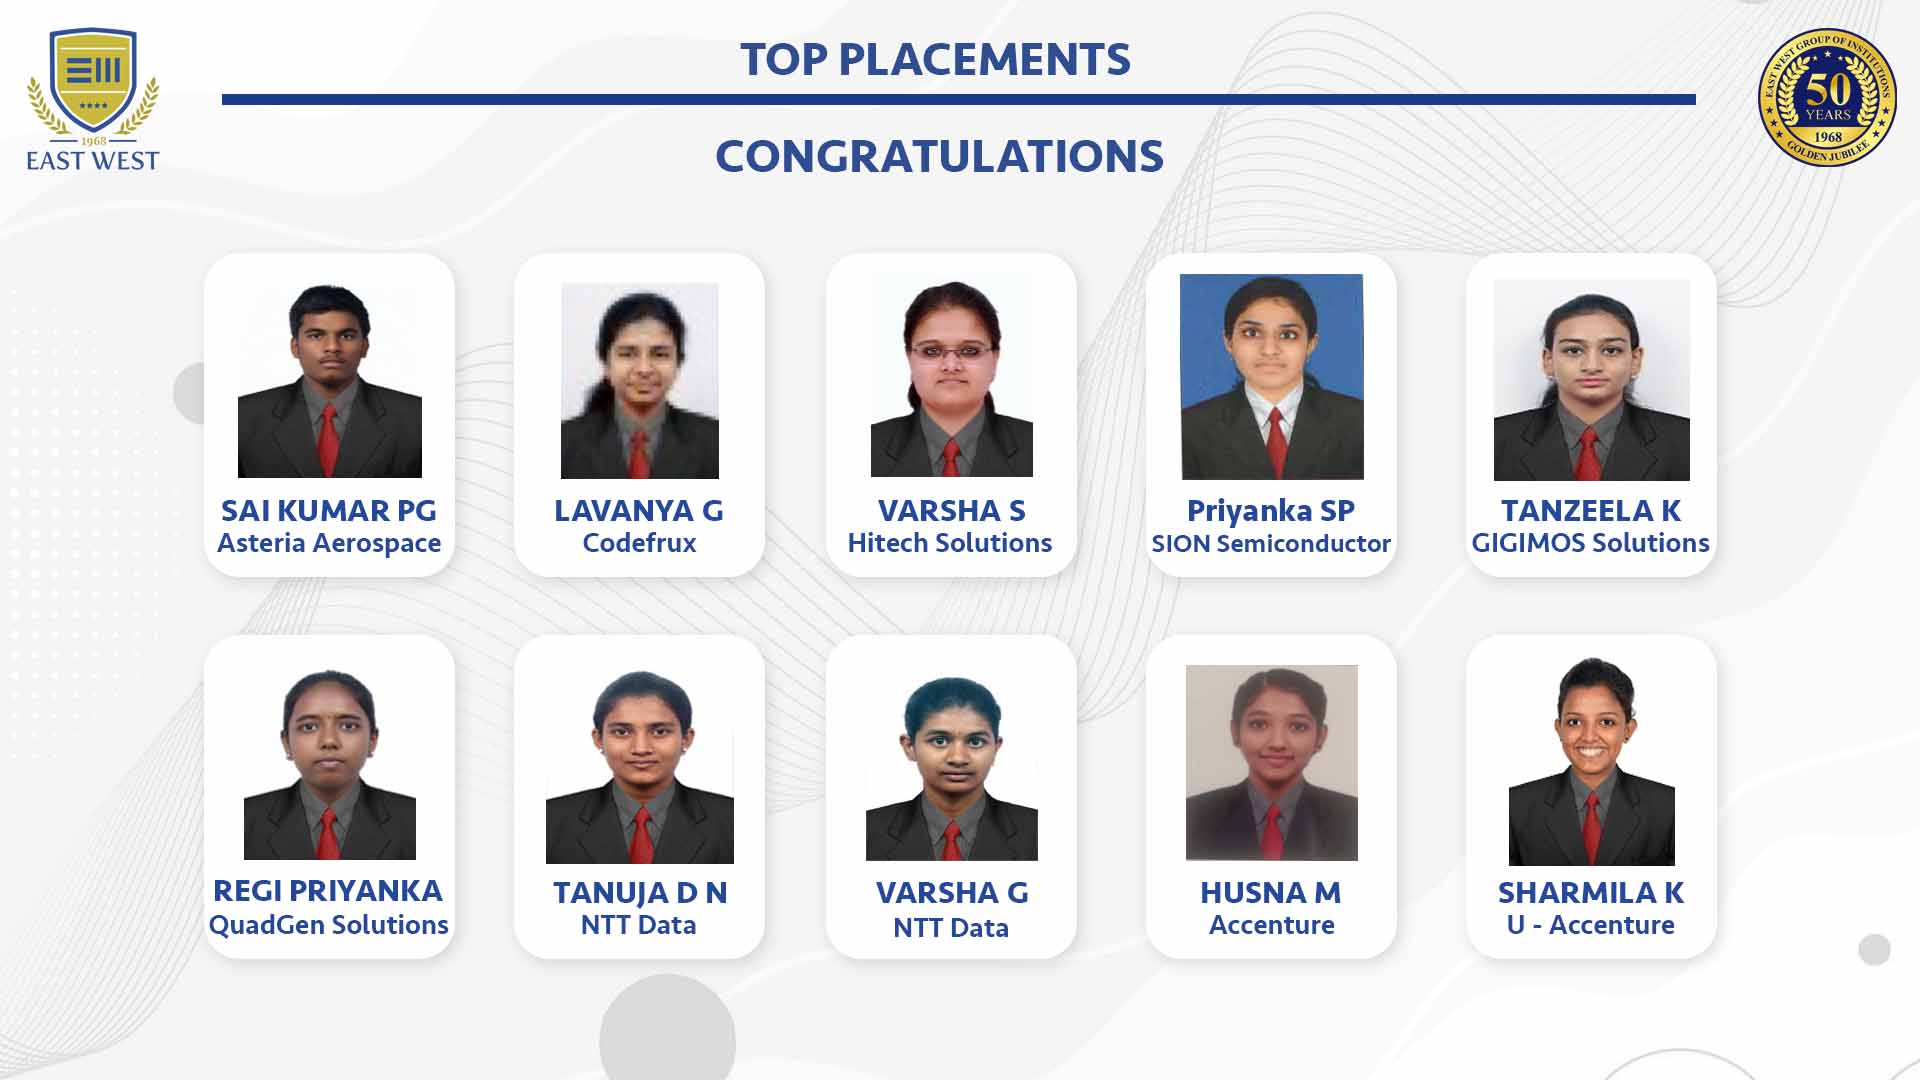 TOP PLACEMENTS
CONGRATULATIONS
1968
EAST WEST
EAST WEST GROUP OF INSTITUTIONS
50
YEARS
1968
GOLDEN JUBILEE
SAI KUMAR PG
Asteria Aerospace
LAVANYA G
Codefrux
VARSHA S
Hitech Solutions
Priyanka SP
SION Semiconductor
TANZEELA K
GIGIMOS Solutions
REGI PRIYANKA
QuadGen Solutions
TANUJA D N
NTT Data
VARSHA G
NTT Data
HUSNA M
Accenture
SHARMILA K
U - Accenture